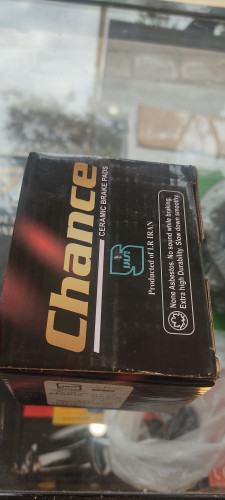 Chance
CERAMIC BRAKE PADS
Producted of I.R IRAN
None Asbestos. No sound while braking.
Extra High Durability. Slow down smoothly.